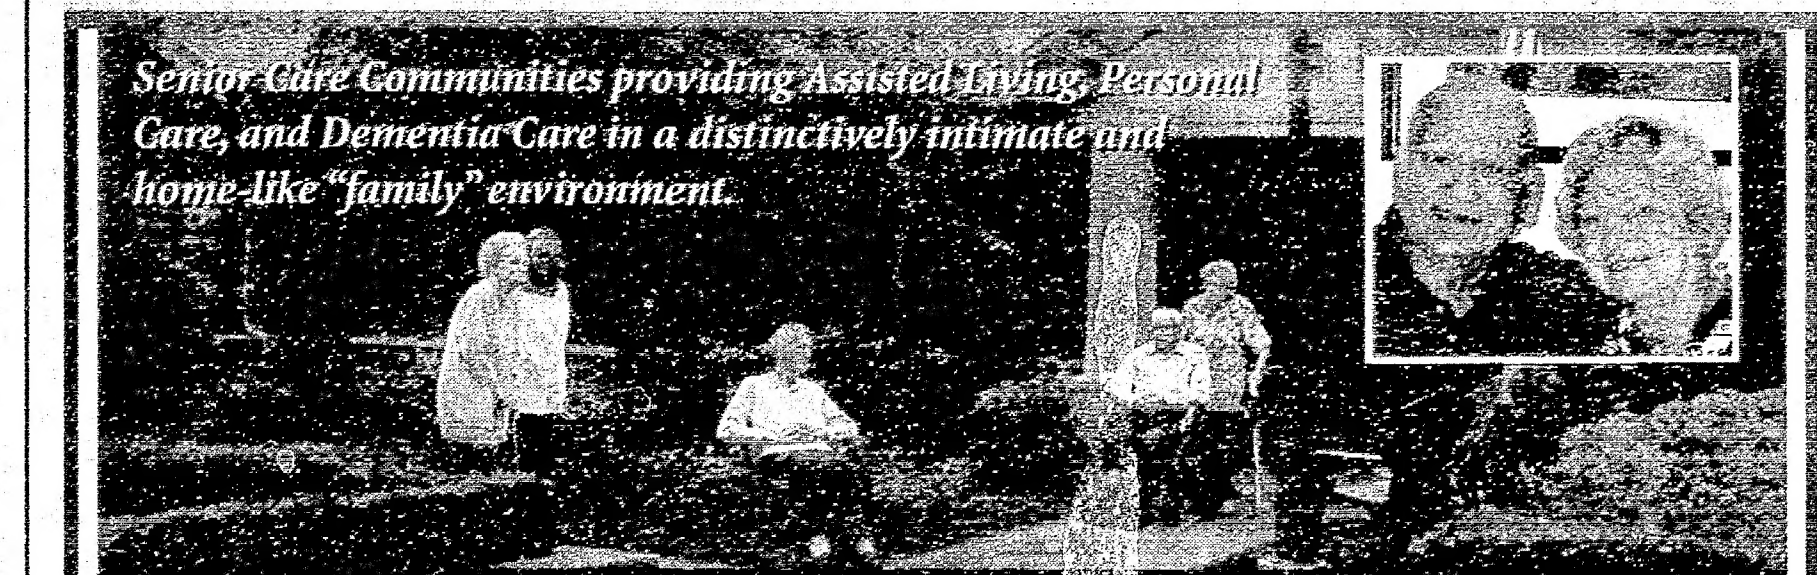 Senior Care Communities providing Assisted Living, Personal
Care, and Dementia Care in a distinctively intimate and
home-like “family” environment.